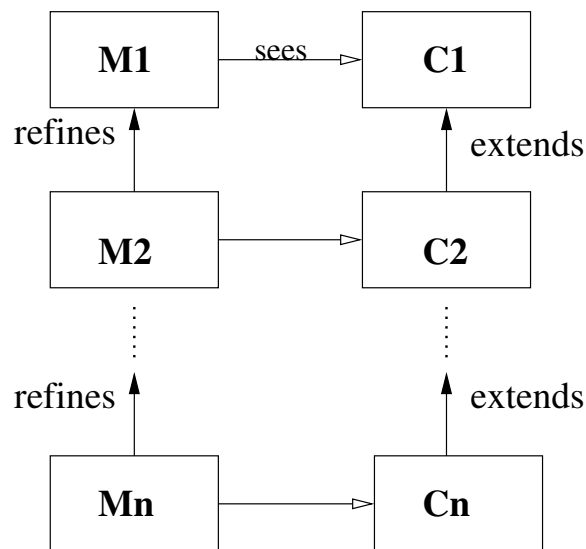 M1 sees C1
refines extends
M2 C2
refines extends
Mn Cn